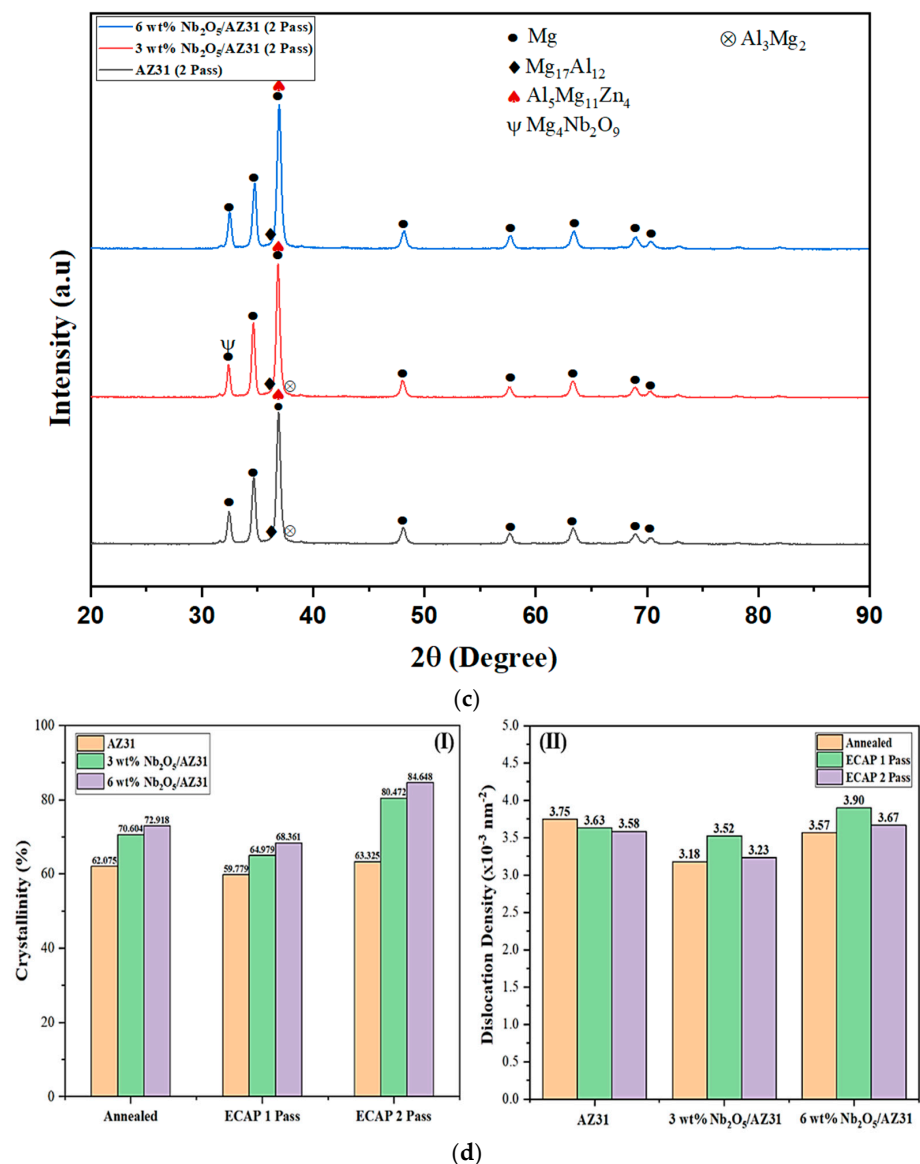 6 wt% Nb₂O₅/AZ31 (2 Pass)
3 wt% Nb₂O₅/AZ31 (2 Pass)
AZ31 (2 Pass)
Mg
Al₃Mg₂
Mg₁₇Al₁₂
Al₅Mg₁₁Zn₄
Ψ Mg₄Nb₂O₉
Ψ
Intensity (a.u)
20 30 40 50 60 70 80 90
2θ (Degree)
(c)
100
80
60
40
20
0
Crystallinity (%)
AZ31
3 wt% Nb₂O₅/AZ31
6 wt% Nb₂O₅/AZ31
(I)
62.075
70.604
72.918
59.779
64.979
68.361
63.325
80.472
84.648
Annealed ECAP 1 Pass ECAP 2 Pass
5.0
4.5
4.0
3.5
3.0
2.5
2.0
1.5
1.0
0.5
0.0
Dislocation Density (x10⁻³ nm⁻²)
(II)
Annealed
ECAP 1 Pass
ECAP 2 Pass
3.75
3.63
3.58
3.18
3.52
3.23
3.57
3.90
3.67
AZ31 3 wt% Nb₂O₅/AZ31 6 wt% Nb₂O₅/AZ31
(d)